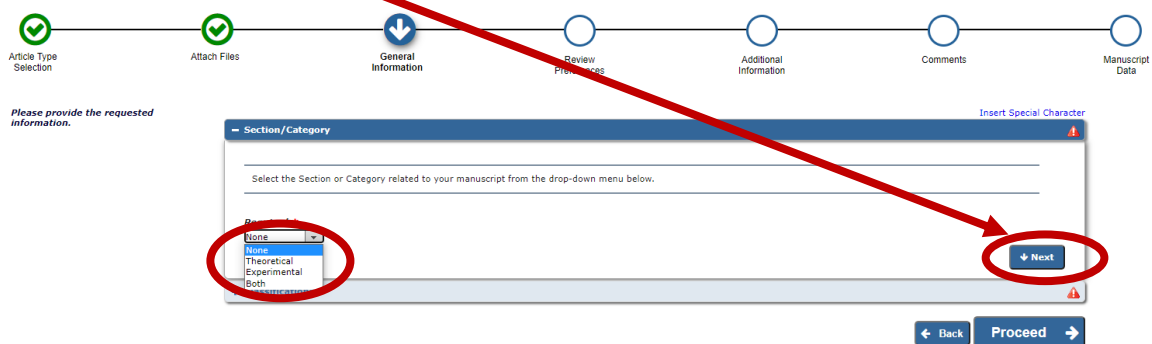 Article Type
Selection
Attach Files
General
Information
Review
Preferences
Additional
Information
Comments
Manuscript
Data
Please provide the requested
information.
Insert Special Character
− Section/Category
Select the Section or Category related to your manuscript from the drop-down menu below.
None
None
Theoretical
Experimental
Both
↓ Next
← Back
Proceed →